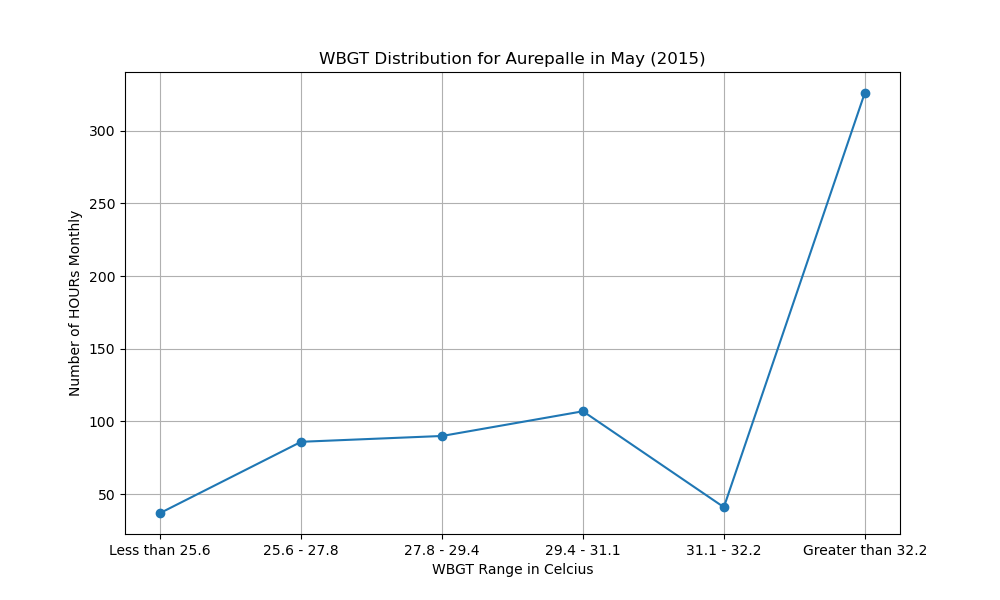 WBGT Distribution for Aurepalle in May (2015)
Number of HOURs Monthly
300
250
200
150
100
50
Less than 25.6
25.6 - 27.8
27.8 - 29.4
29.4 - 31.1
31.1 - 32.2
Greater than 32.2
WBGT Range in Celcius